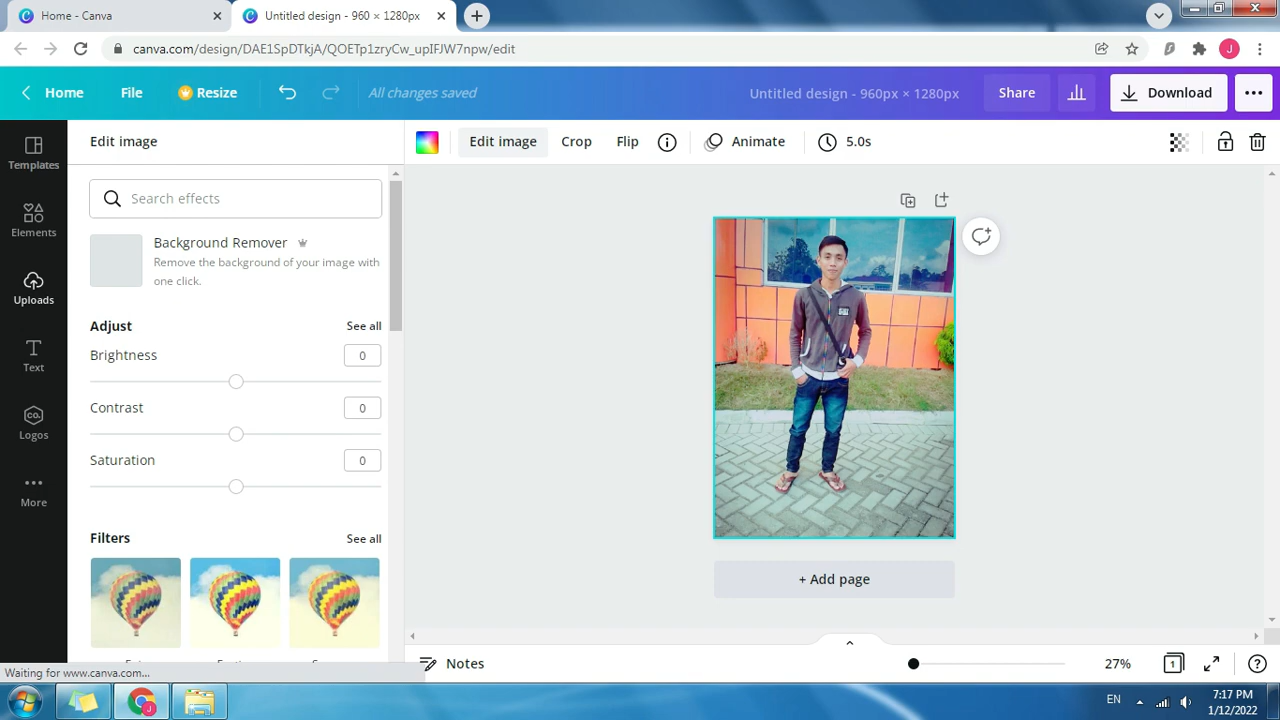 Home - Canva
Untitled design - 960 × 1280px
canva.com/design/DAE1SpDTkjA/QOETp1zryCw_upIFJW7npw/edit
J
Home
File
Resize
All changes saved
Untitled design - 960px × 1280px
Share
Download
Templates
Elements
Uploads
Text
CO.
Logos
More
Edit image
Search effects
Background Remover
Remove the background of your image with
one click.
Adjust
See all
Brightness
0
Contrast
0
Saturation
0
Filters
See all
Edit image
Crop
Flip
Animate
5.0s
+ Add page
Notes
27%
1
Waiting for www.canva.com...
EN
7:17 PM
1/12/2022